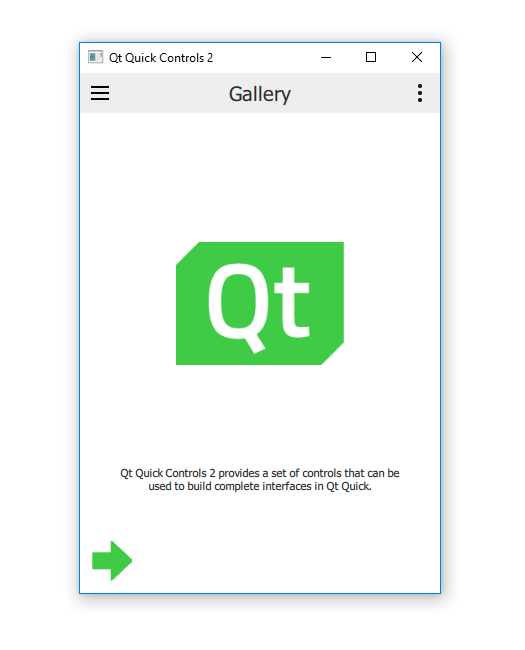 Qt Quick Controls 2
Gallery
Qt
Qt Quick Controls 2 provides a set of controls that can be
used to build complete interfaces in Qt Quick.